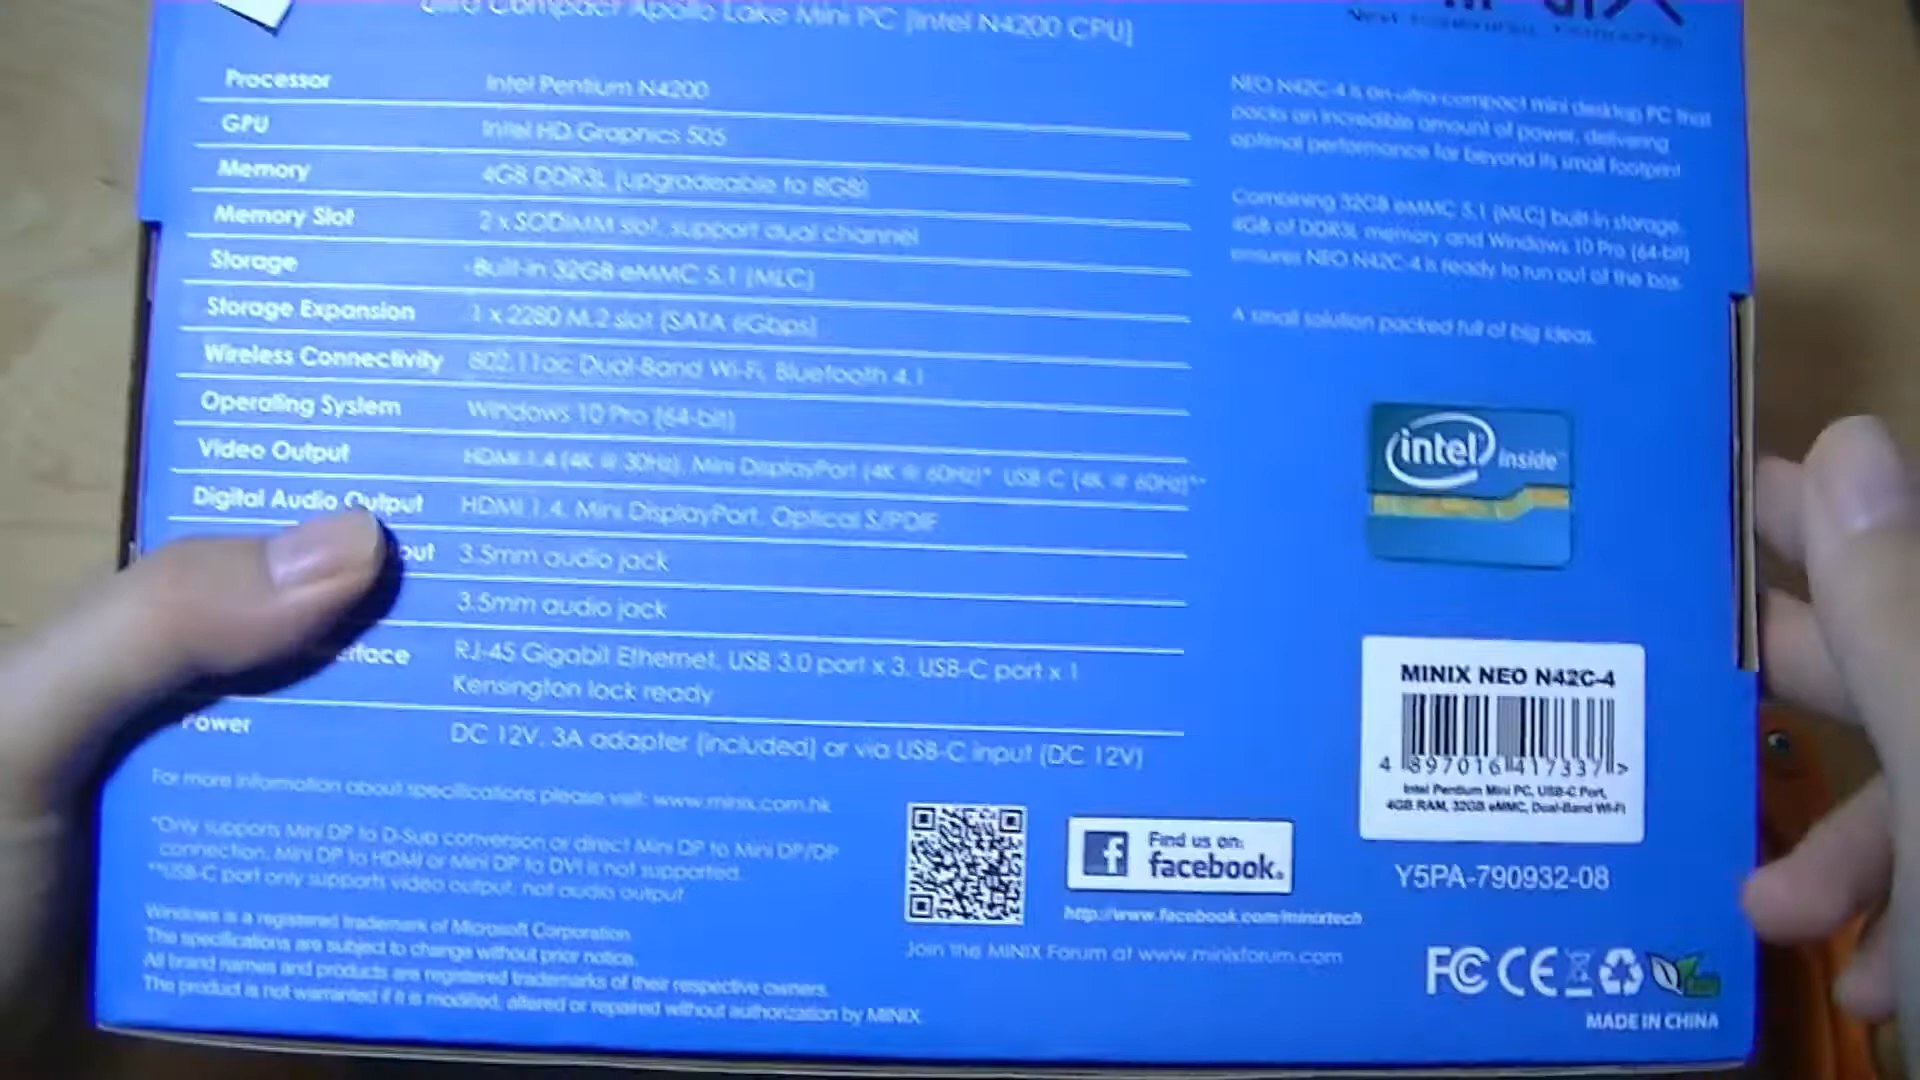 Ultra Compact Apollo Lake Mini PC [Intel N4200 CPU]
Processor Intel Pentium N4200
GPU Intel HD Graphics 505
Memory 4GB DDR3L [upgradeable to 8GB]
Memory Slot 2 x SODIMM slot, support dual channel
Storage -Built-in 32GB eMMC 5.1 [MLC]
Storage Expansion 1 x 2280 M.2 slot [SATA 6Gbps]
Wireless Connectivity 802.11ac Dual-Band Wi-Fi, Bluetooth 4.1
Operating System Windows 10 Pro [64-bit]
Video Output HDMI 1.4 (4K @ 30Hz), Mini DisplayPort (4K @ 60Hz)* USB-C (4K @ 60Hz)**
Digital Audio Output HDMI 1.4, Mini DisplayPort, Optical S/PDIF
3.5mm audio jack
3.5mm audio jack
RJ-45 Gigabit Ethernet, USB 3.0 port x 3, USB-C port x 1
Kensington lock ready
Power DC 12V, 3A adapter (included) or via USB-C input (DC 12V)
For more information about specifications please visit: www.minix.com.hk
*Only supports Mini DP to D-Sub conversion or direct Mini DP to Mini DP/DP
connection. Mini DP to HDMI or Mini DP to DVI is not supported.
**USB-C port only supports video output, not audio output.
Windows is a registered trademark of Microsoft Corporation
The specifications are subject to change without prior notice.
All brand names and products are registered trademarks of their respective owners.
The product is not warranted if it is modified, altered or repaired without authorization by MINIX
NEO N42C-4 is an ultra-compact mini desktop PC that
packs an incredible amount of power, delivering
optimal performance far beyond its small footprint
Combining 32GB eMMC 5.1 [MLC] built-in storage,
4GB of DDR3L memory and Windows 10 Pro [64-bit]
ensures NEO N42C-4 is ready to run out of the box.
A small solution packed full of big ideas.
intel inside
MINIX NEO N42C-4
4 897016 417337 >
Intel Pentium Mini PC, USB-C Port,
4GB RAM, 32GB eMMC, Dual-Band Wi-Fi
Y5PA-790932-08
Find us on:
facebook.
http://www.facebook.com/minixtech
Join the MINIX Forum at www.minixforum.com
FC CE
MADE IN CHINA